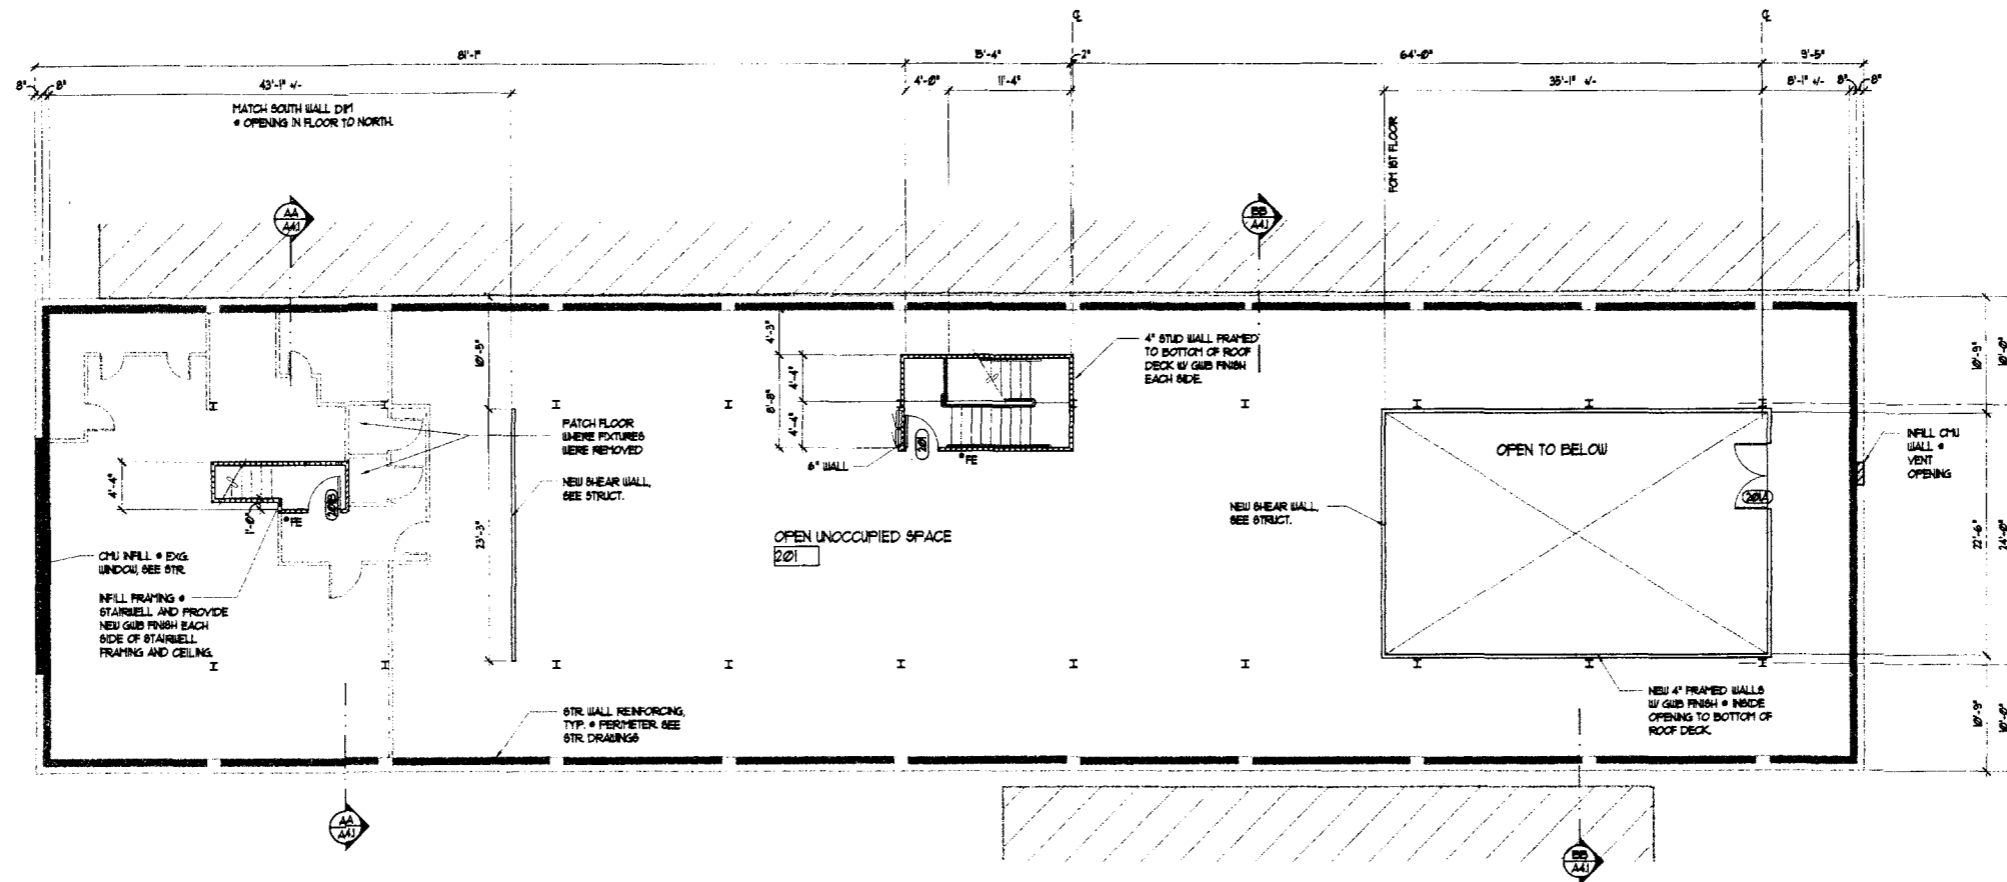 ℄
℄
81'-1"
15'-4"
2"
64'-0"
9'-5"
8"
8"
43'-1" +/-
4'-0"
11'-4"
35'-1" +/-
8'-1" +/-
8"
8"
MATCH SOUTH WALL DIM
@ OPENING IN FLOOR TO NORTH.
FOM 1ST FLOOR
AA
A4.1
BB
A4.1
10'-5"
4'-3"
8'-8"
4'-4"
4'-4"
4" STUD WALL FRAMED
TO BOTTOM OF ROOF
DECK W/ GWB FINISH
EACH SIDE.
10'-9"
10'-0"
PATCH FLOOR
WHERE FIXTURES
WERE REMOVED
201
FE
6" WALL
OPEN TO BELOW
INFILL CMU
WALL @
VENT
OPENING
4'-4"
1'-0"
FE
201B
NEW SHEAR WALL,
SEE STRUCT.
23'-3"
OPEN UNOCCUPIED SPACE
201
NEW SHEAR WALL,
SEE STRUCT.
201A
22'-6"
24'-0"
CMU INFILL @ EXG.
WINDOW, SEE STR.
INFILL FRAMING @
STAIRWELL AND PROVIDE
NEW GWB FINISH EACH
SIDE OF STAIRWELL
FRAMING AND CEILING.
STR. WALL REINFORCING,
TYP. @ PERIMETER. SEE
STR. DRAWINGS
NEW 4" FRAMED WALLS
W/ GWB FINISH @ INSIDE
OPENING TO BOTTOM OF
ROOF DECK.
10'-9"
10'-0"
AA
A4.1
BB
A4.1